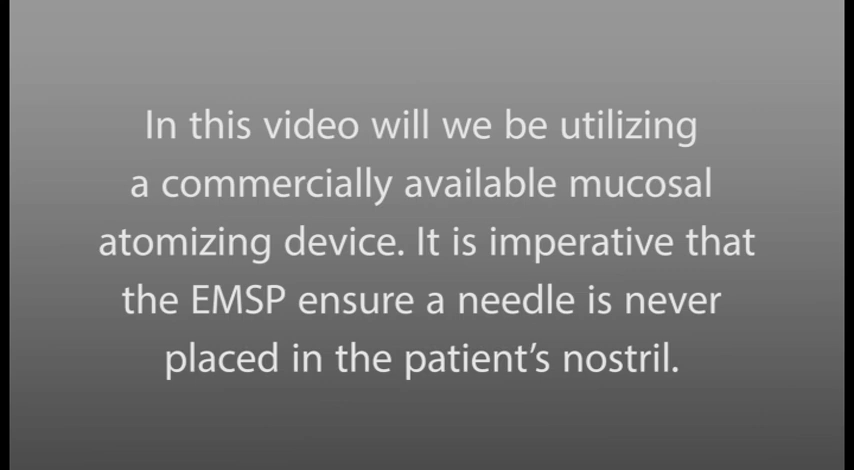 In this video will we be utilizing
a commercially available mucosal
atomizing device. It is imperative that
the EMSP ensure a needle is never
placed in the patient’s nostril.